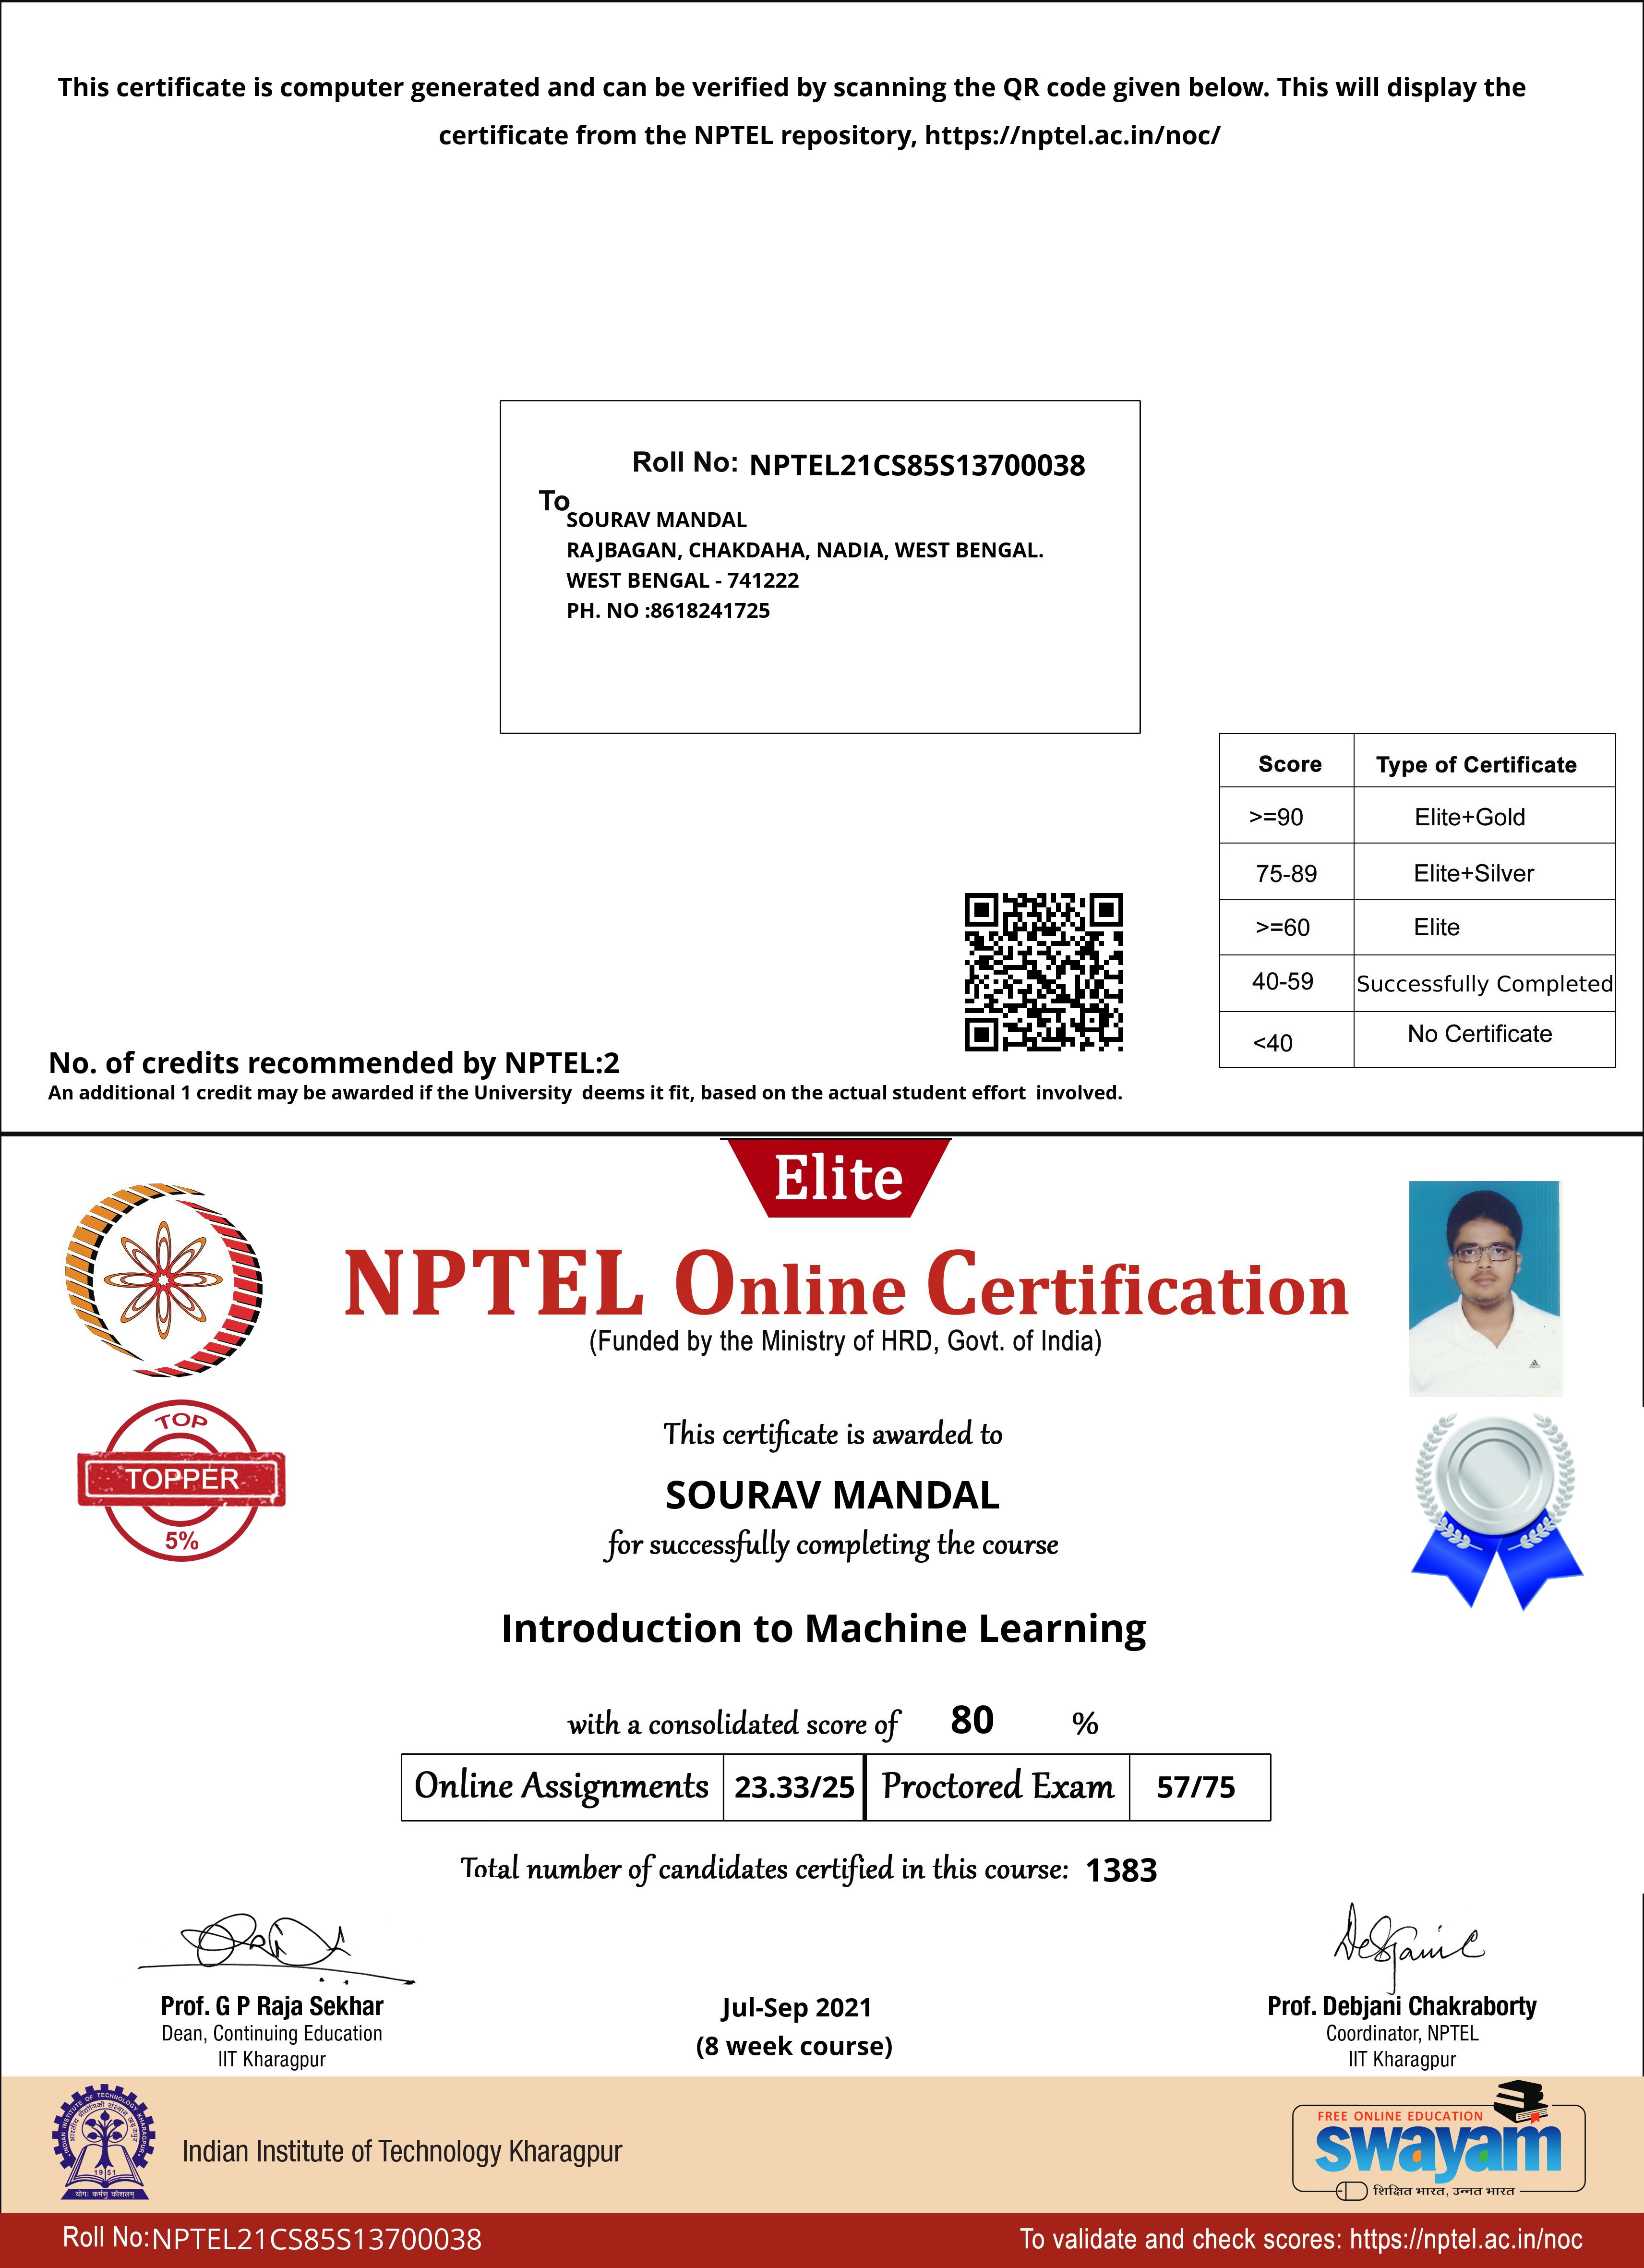 This certificate is computer generated and can be verified by scanning the QR code given below. This will display the
certificate from the NPTEL repository, https://nptel.ac.in/noc/
Roll No: NPTEL21CS85S13700038
To
SOURAV MANDAL
RAJBAGAN, CHAKDAHA, NADIA, WEST BENGAL.
WEST BENGAL - 741222
PH. NO :8618241725
Score Type of Certificate
>=90 Elite+Gold
75-89 Elite+Silver
>=60 Elite
40-59 Successfully Completed
<40 No Certificate
No. of credits recommended by NPTEL:2
An additional 1 credit may be awarded if the University deems it fit, based on the actual student effort involved.
Elite
NPTEL Online Certification
(Funded by the Ministry of HRD, Govt. of India)
TOP
TOPPER
5%
This certificate is awarded to
SOURAV MANDAL
for successfully completing the course
Introduction to Machine Learning
with a consolidated score of 80 %
Online Assignments 23.33/25 Proctored Exam 57/75
Total number of candidates certified in this course: 1383
Prof. G P Raja Sekhar
Dean, Continuing Education
IIT Kharagpur
Jul-Sep 2021
(8 week course)
Debjani C
Prof. Debjani Chakraborty
Coordinator, NPTEL
IIT Kharagpur
INDIAN INSTITUTE OF TECHNOLOGY KHARAGPUR
भारतीय प्रौद्योगिकी संस्थान खड़गपुर
1951
योगः कर्मसु कौशलम्
Indian Institute of Technology Kharagpur
FREE ONLINE EDUCATION
swayam
शिक्षित भारत, उन्नत भारत
Roll No:NPTEL21CS85S13700038
To validate and check scores: https://nptel.ac.in/noc